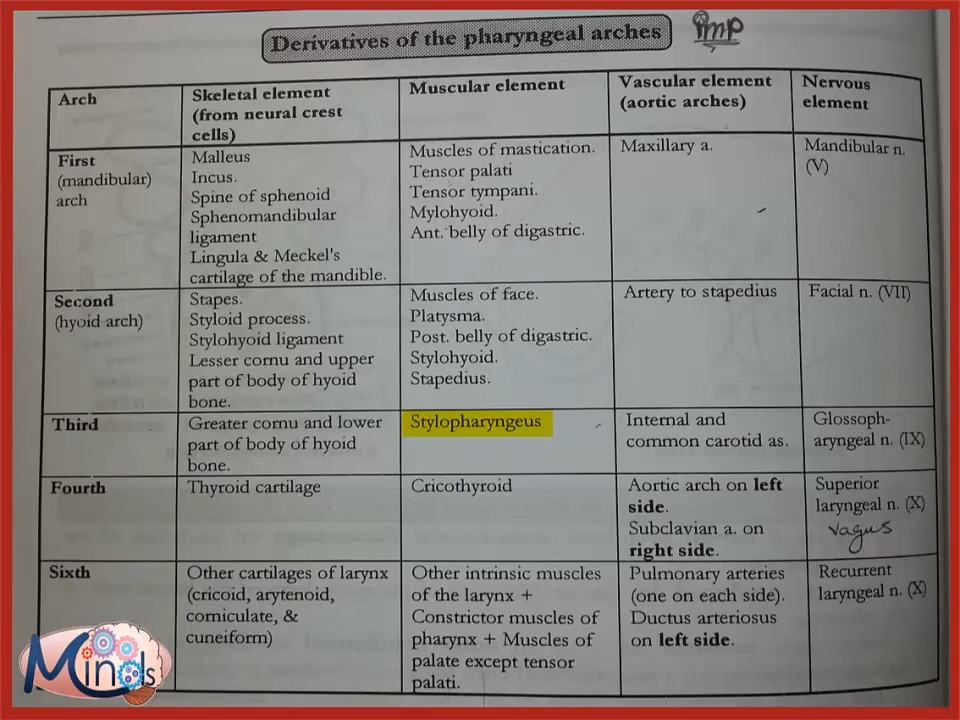 Derivatives of the pharyngeal arches
imp
Arch
Skeletal element
(from neural crest
cells)
Muscular element
Vascular element
(aortic arches)
Nervous
element
First
(mandibular)
arch
Malleus
Incus.
Spine of sphenoid
Sphenomandibular
ligament
Lingula & Meckel's
cartilage of the mandible.
Muscles of mastication.
Tensor palati
Tensor tympani.
Mylohyoid.
Ant. belly of digastric.
Maxillary a.
Mandibular n.
(V)
Second
(hyoid arch)
Stapes.
Styloid process.
Stylohyoid ligament
Lesser cornu and upper
part of body of hyoid
bone.
Muscles of face.
Platysma.
Post. belly of digastric.
Stylohyoid.
Stapedius.
Artery to stapedius
Facial n. (VII)
Third
Greater cornu and lower
part of body of hyoid
bone.
Stylopharyngeus
Internal and
common carotid as.
Glossoph-
aryngeal n. (IX)
Fourth
Thyroid cartilage
Cricothyroid
Aortic arch on left
side.
Subclavian a. on
right side.
Superior
laryngeal n. (X)
vagus
Sixth
Other cartilages of larynx
(cricoid, arytenoid,
corniculate, &
cuneiform)
Other intrinsic muscles
of the larynx +
Constrictor muscles of
pharynx + Muscles of
palate except tensor
palati.
Pulmonary arteries
(one on each side).
Ductus arteriosus
on left side.
Recurrent
laryngeal n. (X)
Minds